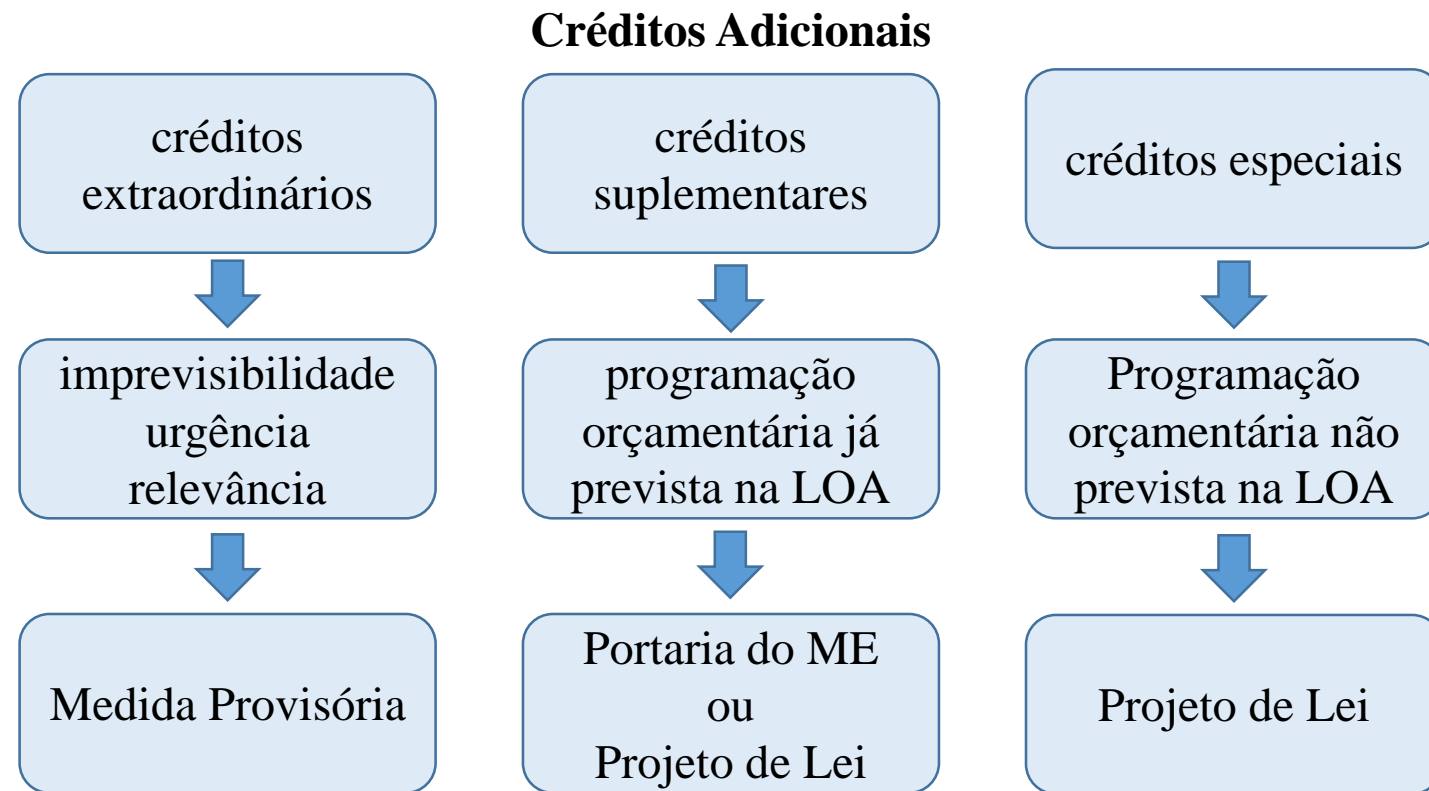 Créditos Adicionais
créditos
extraordinários
imprevisibilidade
urgência
relevância
Medida Provisória
créditos
suplementares
programação
orçamentária já
prevista na LOA
Portaria do ME
ou
Projeto de Lei
créditos especiais
Programação
orçamentária não
prevista na LOA
Projeto de Lei